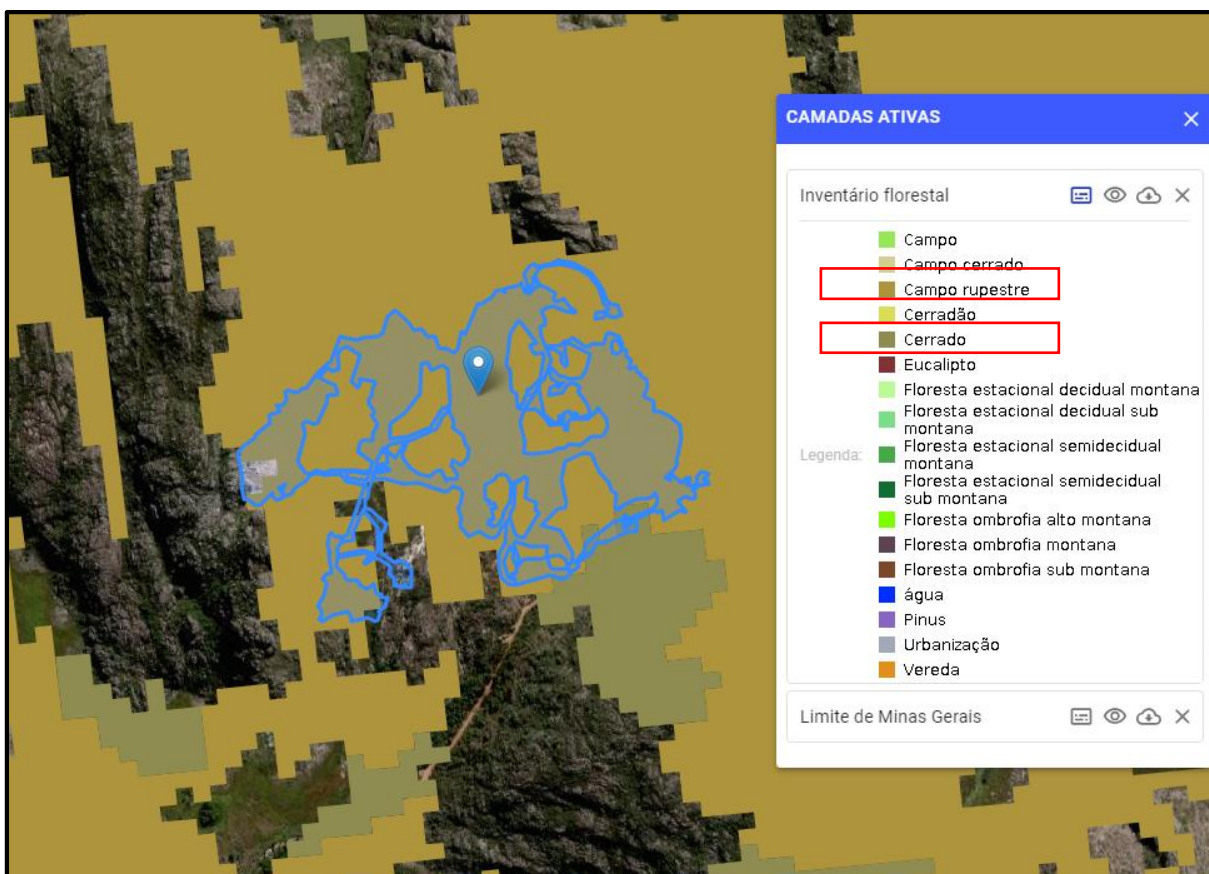 CAMADAS ATIVAS
Inventário florestal
Campo
Campo cerrado
Campo rupestre
Cerradão
Cerrado
Eucalipto
Floresta estacional decidual montana
Floresta estacional decidual sub
montana
Legenda:
Floresta estacional semidecidual
montana
Floresta estacional semidecidual
sub montana
Floresta ombrofia alto montana
Floresta ombrofia montana
Floresta ombrofia sub montana
água
Pinus
Urbanização
Vereda
Limite de Minas Gerais